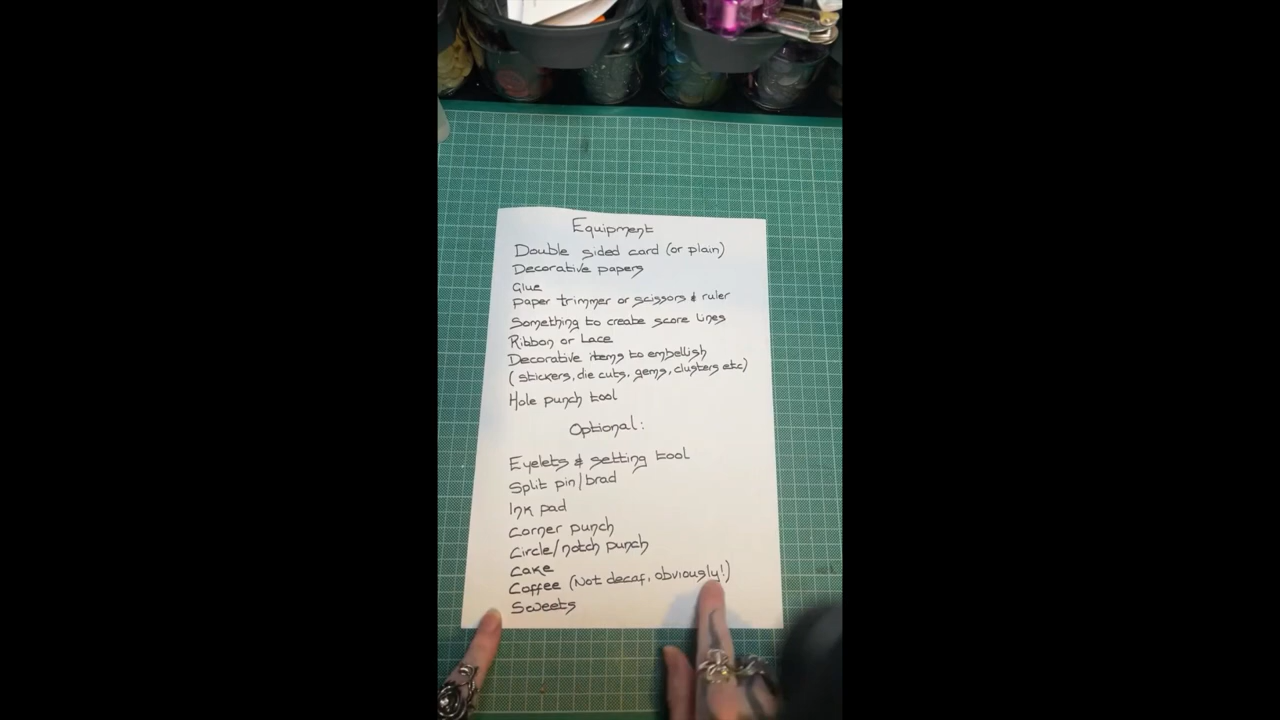 Equipment
Double sided card (or plain)
Decorative papers
Glue
paper trimmer or scissors & ruler
Something to create score lines
Ribbon or Lace
Decorative items to embellish
(stickers, die cuts, gems, clusters etc)
Hole punch tool
Optional:
Eyelets & setting tool
Split pin/brad
Ink pad
Corner punch
Circle/notch punch
Cake
Coffee (Not decaf, obviously!)
Sweets